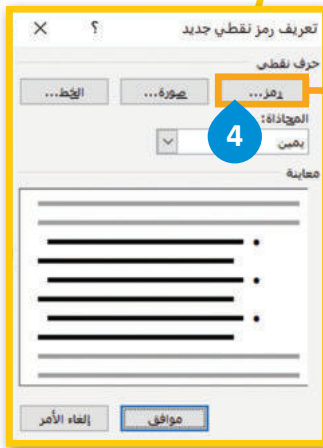 تعريف رمز نقطي جديد ؟ ×
حرف نقطي
رمز... صورة... الخط...
المحاذاة:
يمين
4
معاينة
موافق إلغاء الأمر